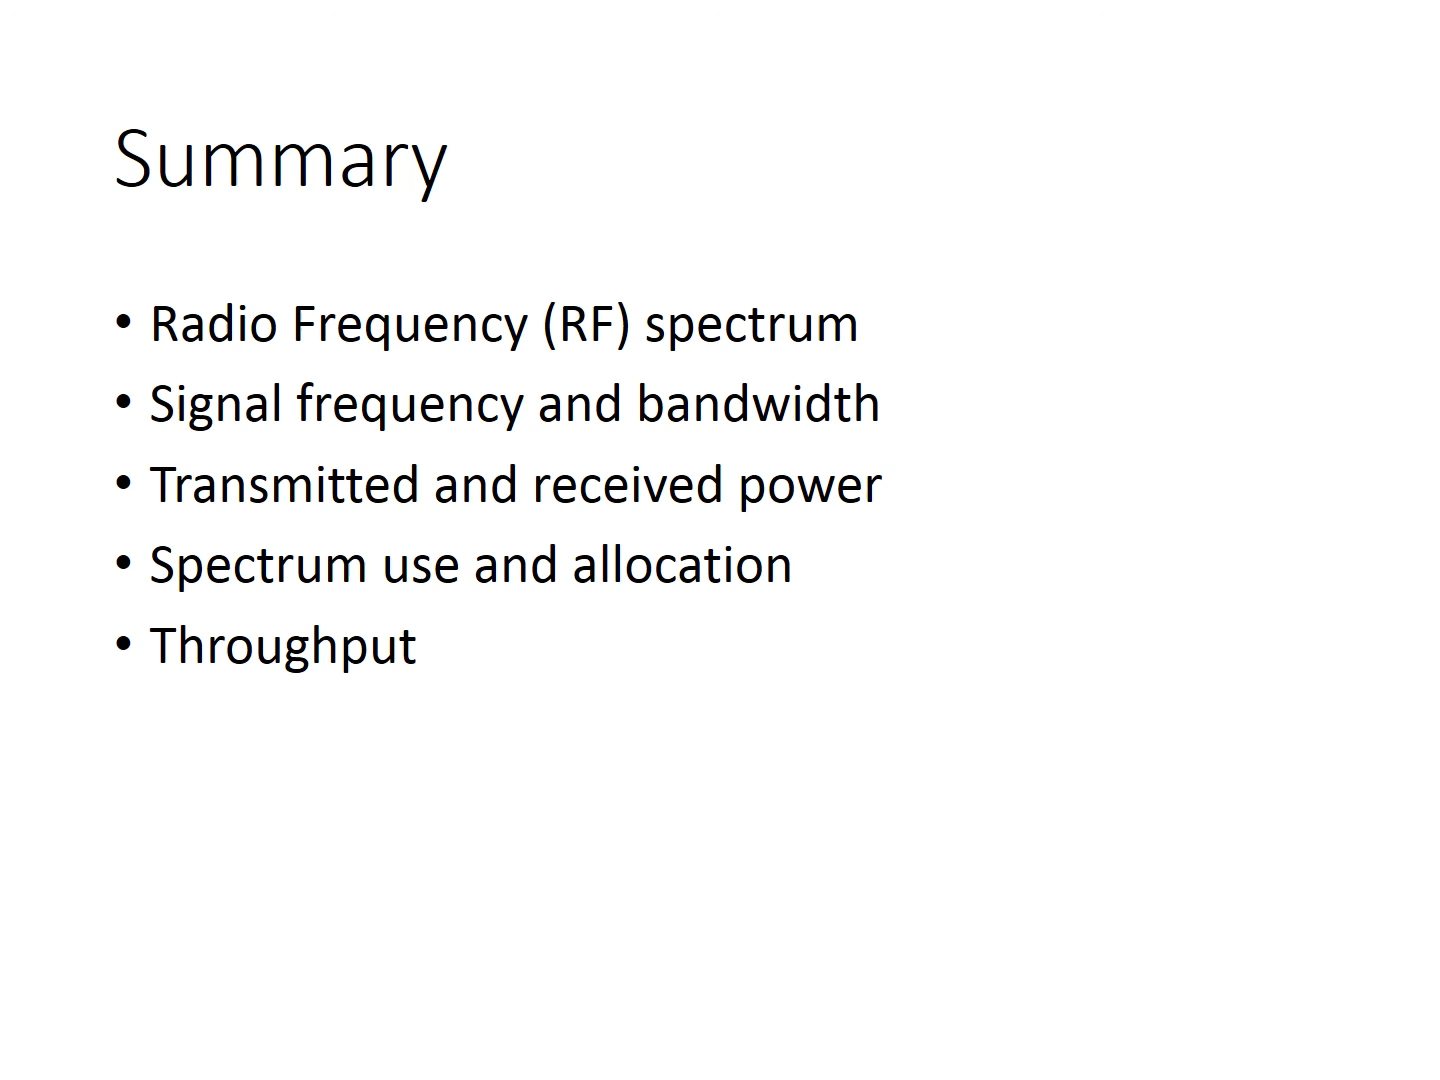 Summary
• Radio Frequency (RF) spectrum
• Signal frequency and bandwidth
• Transmitted and received power
• Spectrum use and allocation
• Throughput